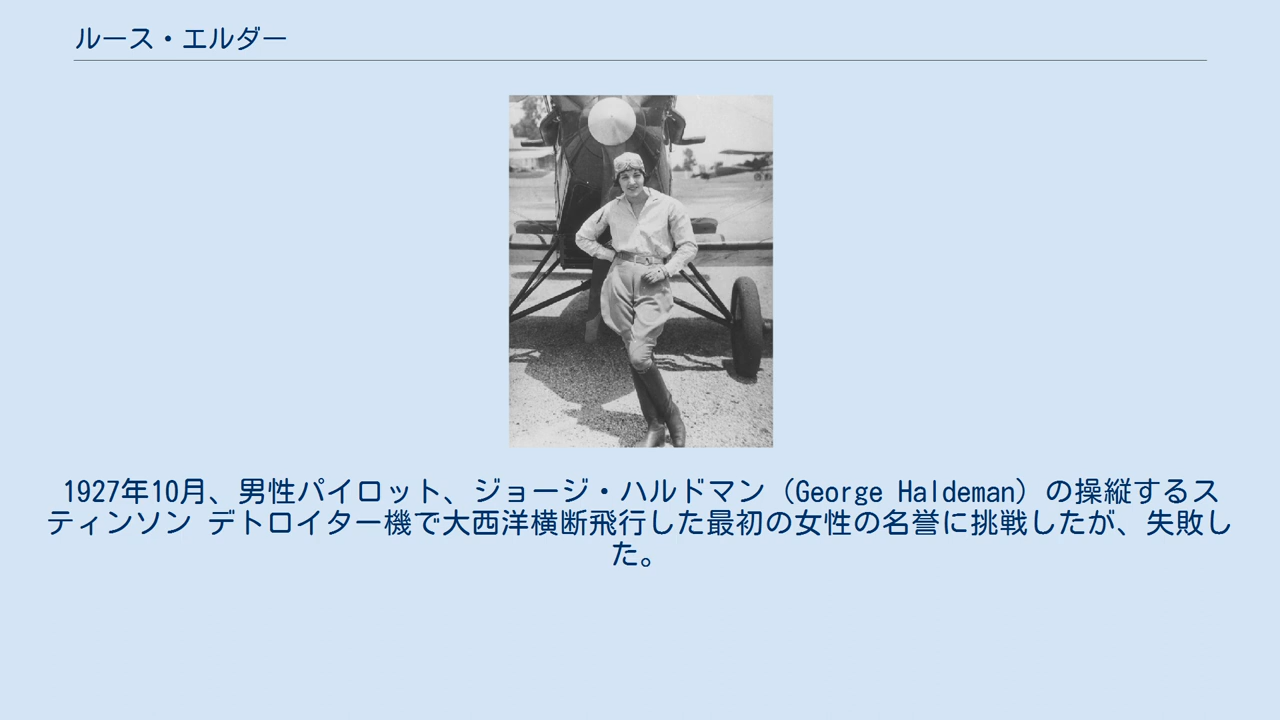 ルース・エルダー
1927年10月、男性パイロット、ジョージ・ハルドマン（George Haldeman）の操縦するス
ティンソン デトロイター機で大西洋横断飛行した最初の女性の名誉に挑戦したが、失敗し
た。